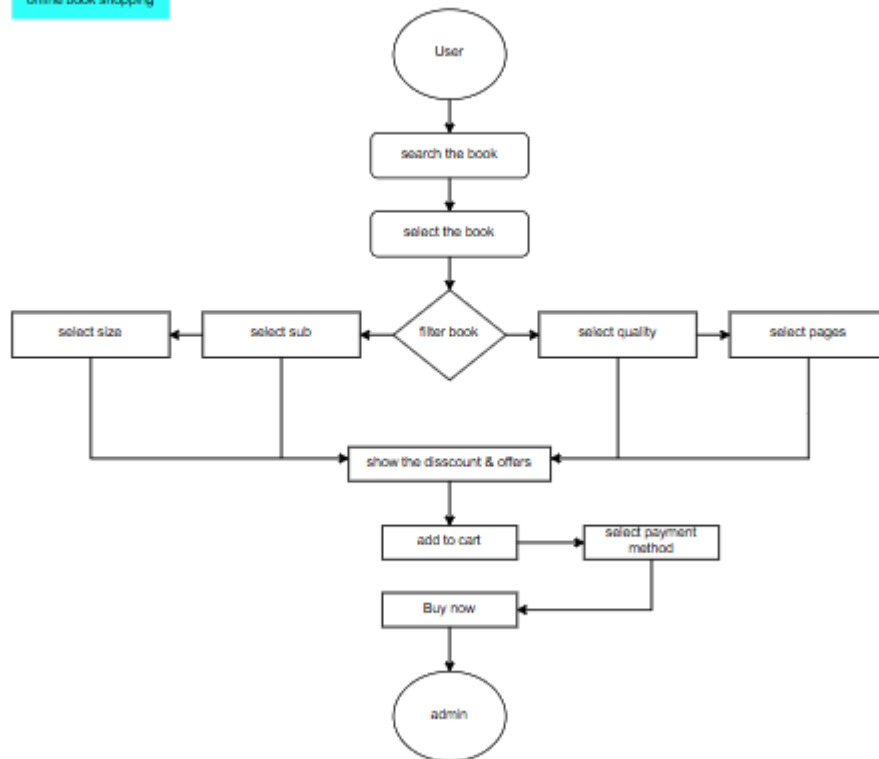 online book shopping
User
search the book
select the book
select size
select sub
filter book
select quality
select pages
show the disscount & offers
add to cart
select payment
method
Buy now
admin